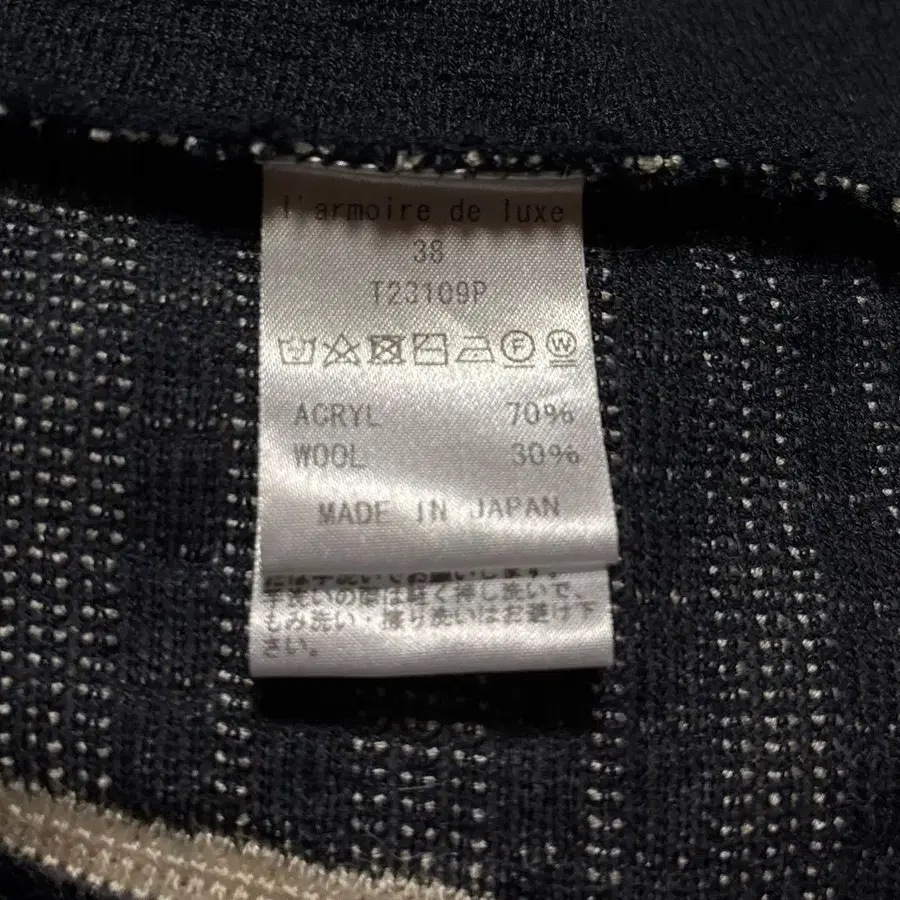 l'armoire de luxe
38
T23109P
F W
ACRYL 70%
WOOL 30%
MADE IN JAPAN
手洗いの際は軽く押し洗いで、
もみ洗い・擦り洗いはお避け下
さい。